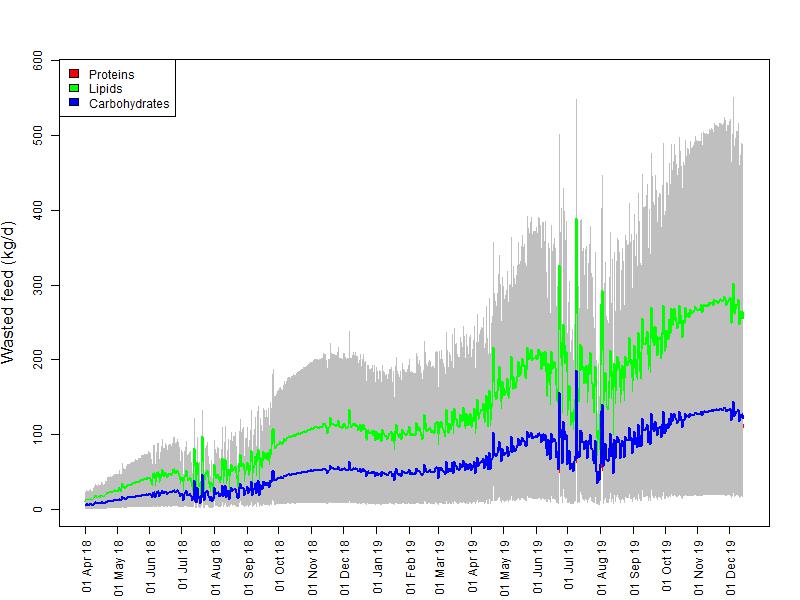 Wasted feed (kg/d)
600
500
400
300
200
100
0
Proteins
Lipids
Carbohydrates
01 Apr 18
01 May 18
01 Jun 18
01 Jul 18
01 Aug 18
01 Sep 18
01 Oct 18
01 Nov 18
01 Dec 18
01 Jan 19
01 Feb 19
01 Mar 19
01 Apr 19
01 May 19
01 Jun 19
01 Jul 19
01 Aug 19
01 Sep 19
01 Oct 19
01 Nov 19
01 Dec 19